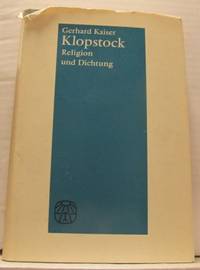 Gerhard Kaiser
Klopstock
Religion
und Dichtung